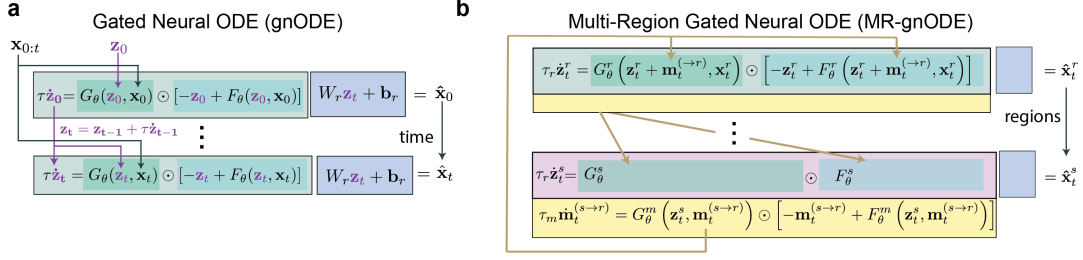 a
Gated Neural ODE (gnODE)
x_{0:t}
z_0
τż_0 = G_θ(z_0, x_0) ⊙ [-z_0 + F_θ(z_0, x_0)]
W_r z_t + b_r
= x̂_0
z_t = z_{t-1} + τż_{t-1}
⋮
time
τż_t = G_θ(z_t, x_t) ⊙ [-z_t + F_θ(z_t, x_t)]
W_r z_t + b_r
= x̂_t
b
Multi-Region Gated Neural ODE (MR-gnODE)
τ_r ż_t^r = G_θ^r (z_t^r + m_t^{(→r)}, x_t^r) ⊙ [-z_t^r + F_θ^r (z_t^r + m_t^{(→r)}, x_t^r)]
= x̂_t^r
⋮
regions
τ_r ż_t^s = G_θ^s ⊙ F_θ^s
= x̂_t^s
τ_m ṁ_t^{(s→r)} = G_θ^m (z_t^s, m_t^{(s→r)}) ⊙ [-m_t^{(s→r)} + F_θ^m (z_t^s, m_t^{(s→r)})]